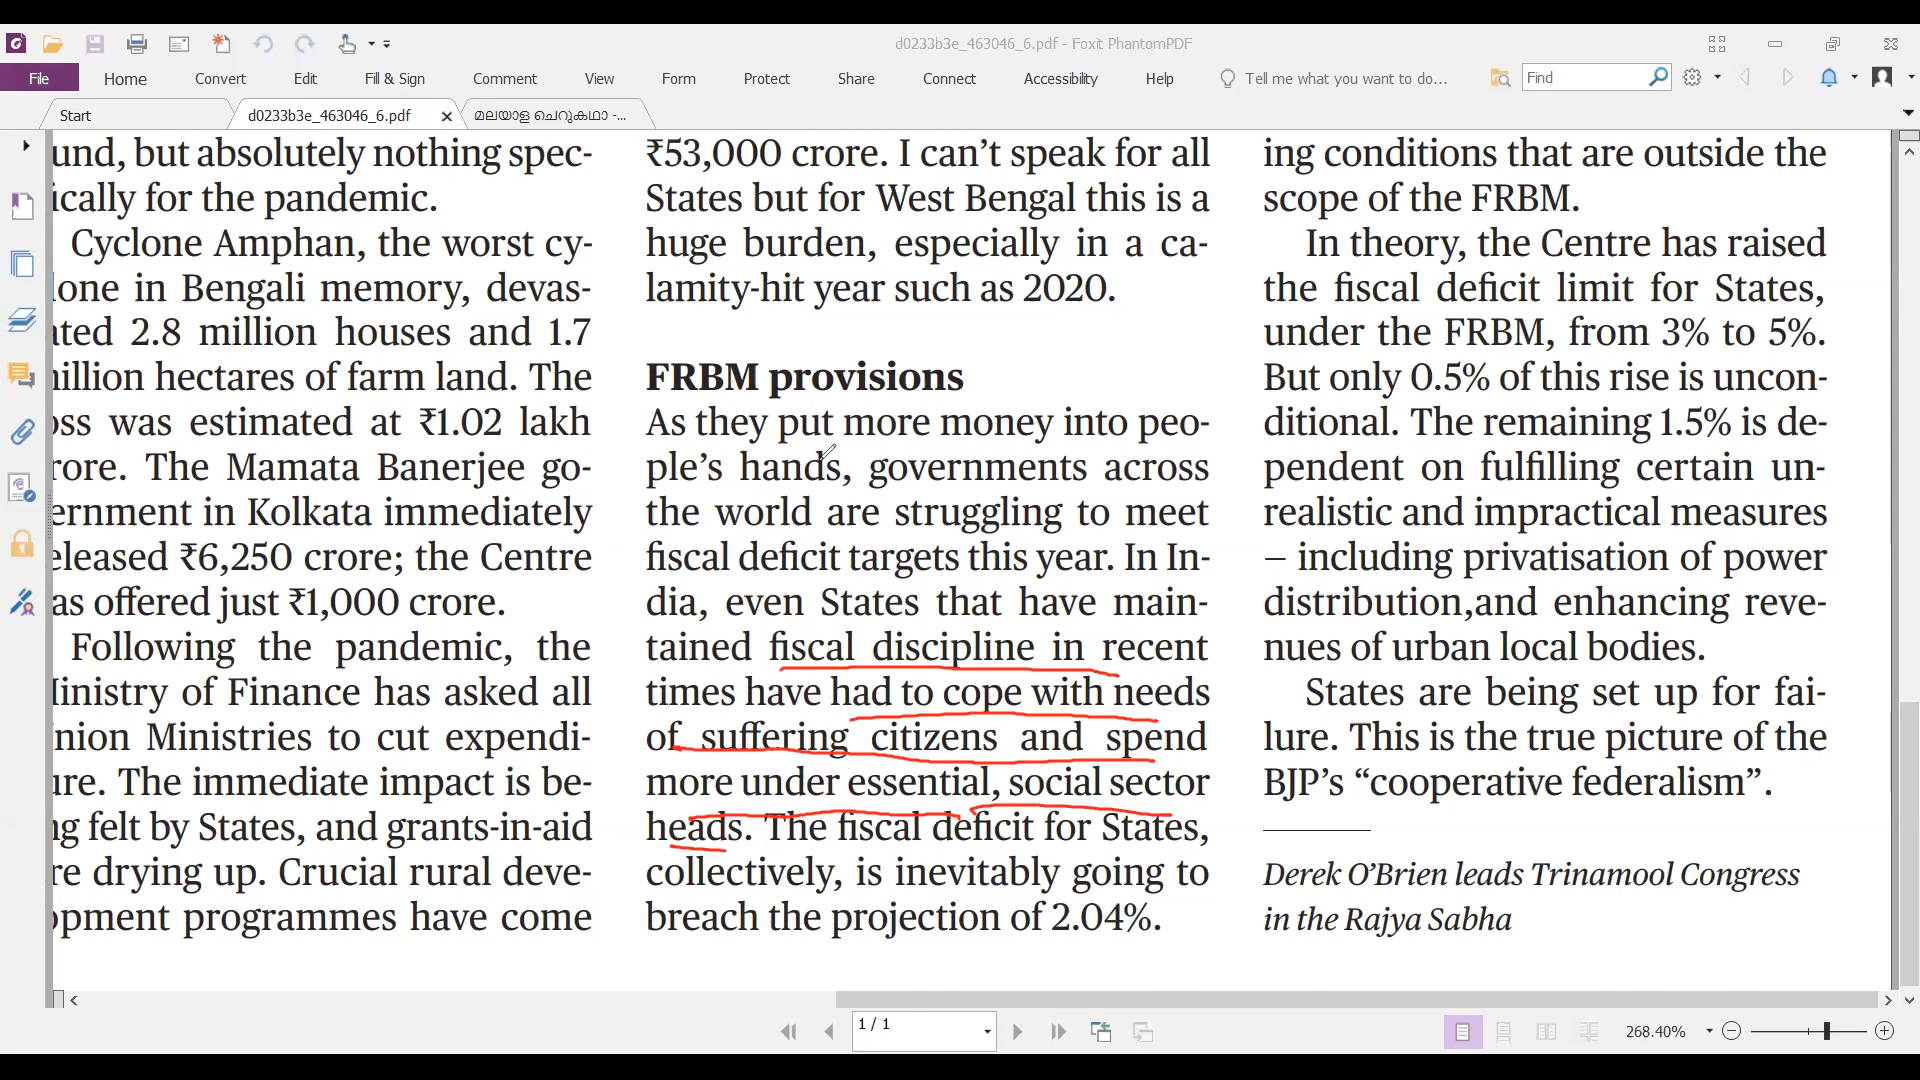 d0233b3e_463046_6.pdf - Foxit PhantomPDF
File Home Convert Edit Fill & Sign Comment View Form Protect Share Connect Accessibility Help Tell me what you want to do... Find
Start d0233b3e_463046_6.pdf മലയാള ചെറുകഥാ -...
und, but absolutely nothing spec-
ically for the pandemic.
Cyclone Amphan, the worst cy-
lone in Bengali memory, devas-
ated 2.8 million houses and 1.7
illion hectares of farm land. The
oss was estimated at ₹1.02 lakh
rore. The Mamata Banerjee go-
ernment in Kolkata immediately
eleased ₹6,250 crore; the Centre
as offered just ₹1,000 crore.
Following the pandemic, the
inistry of Finance has asked all
nion Ministries to cut expendi-
ure. The immediate impact is be-
ng felt by States, and grants-in-aid
re drying up. Crucial rural deve-
opment programmes have come
₹53,000 crore. I can’t speak for all
States but for West Bengal this is a
huge burden, especially in a ca-
lamity-hit year such as 2020.
FRBM provisions
As they put more money into peo-
ple’s hands, governments across
the world are struggling to meet
fiscal deficit targets this year. In In-
dia, even States that have main-
tained fiscal discipline in recent
times have had to cope with needs
of suffering citizens and spend
more under essential, social sector
heads. The fiscal deficit for States,
collectively, is inevitably going to
breach the projection of 2.04%.
ing conditions that are outside the
scope of the FRBM.
In theory, the Centre has raised
the fiscal deficit limit for States,
under the FRBM, from 3% to 5%.
But only 0.5% of this rise is uncon-
ditional. The remaining 1.5% is de-
pendent on fulfilling certain un-
realistic and impractical measures
– including privatisation of power
distribution,and enhancing reve-
nues of urban local bodies.
States are being set up for fai-
lure. This is the true picture of the
BJP’s “cooperative federalism”.
Derek O’Brien leads Trinamool Congress
in the Rajya Sabha
1 / 1
268.40%